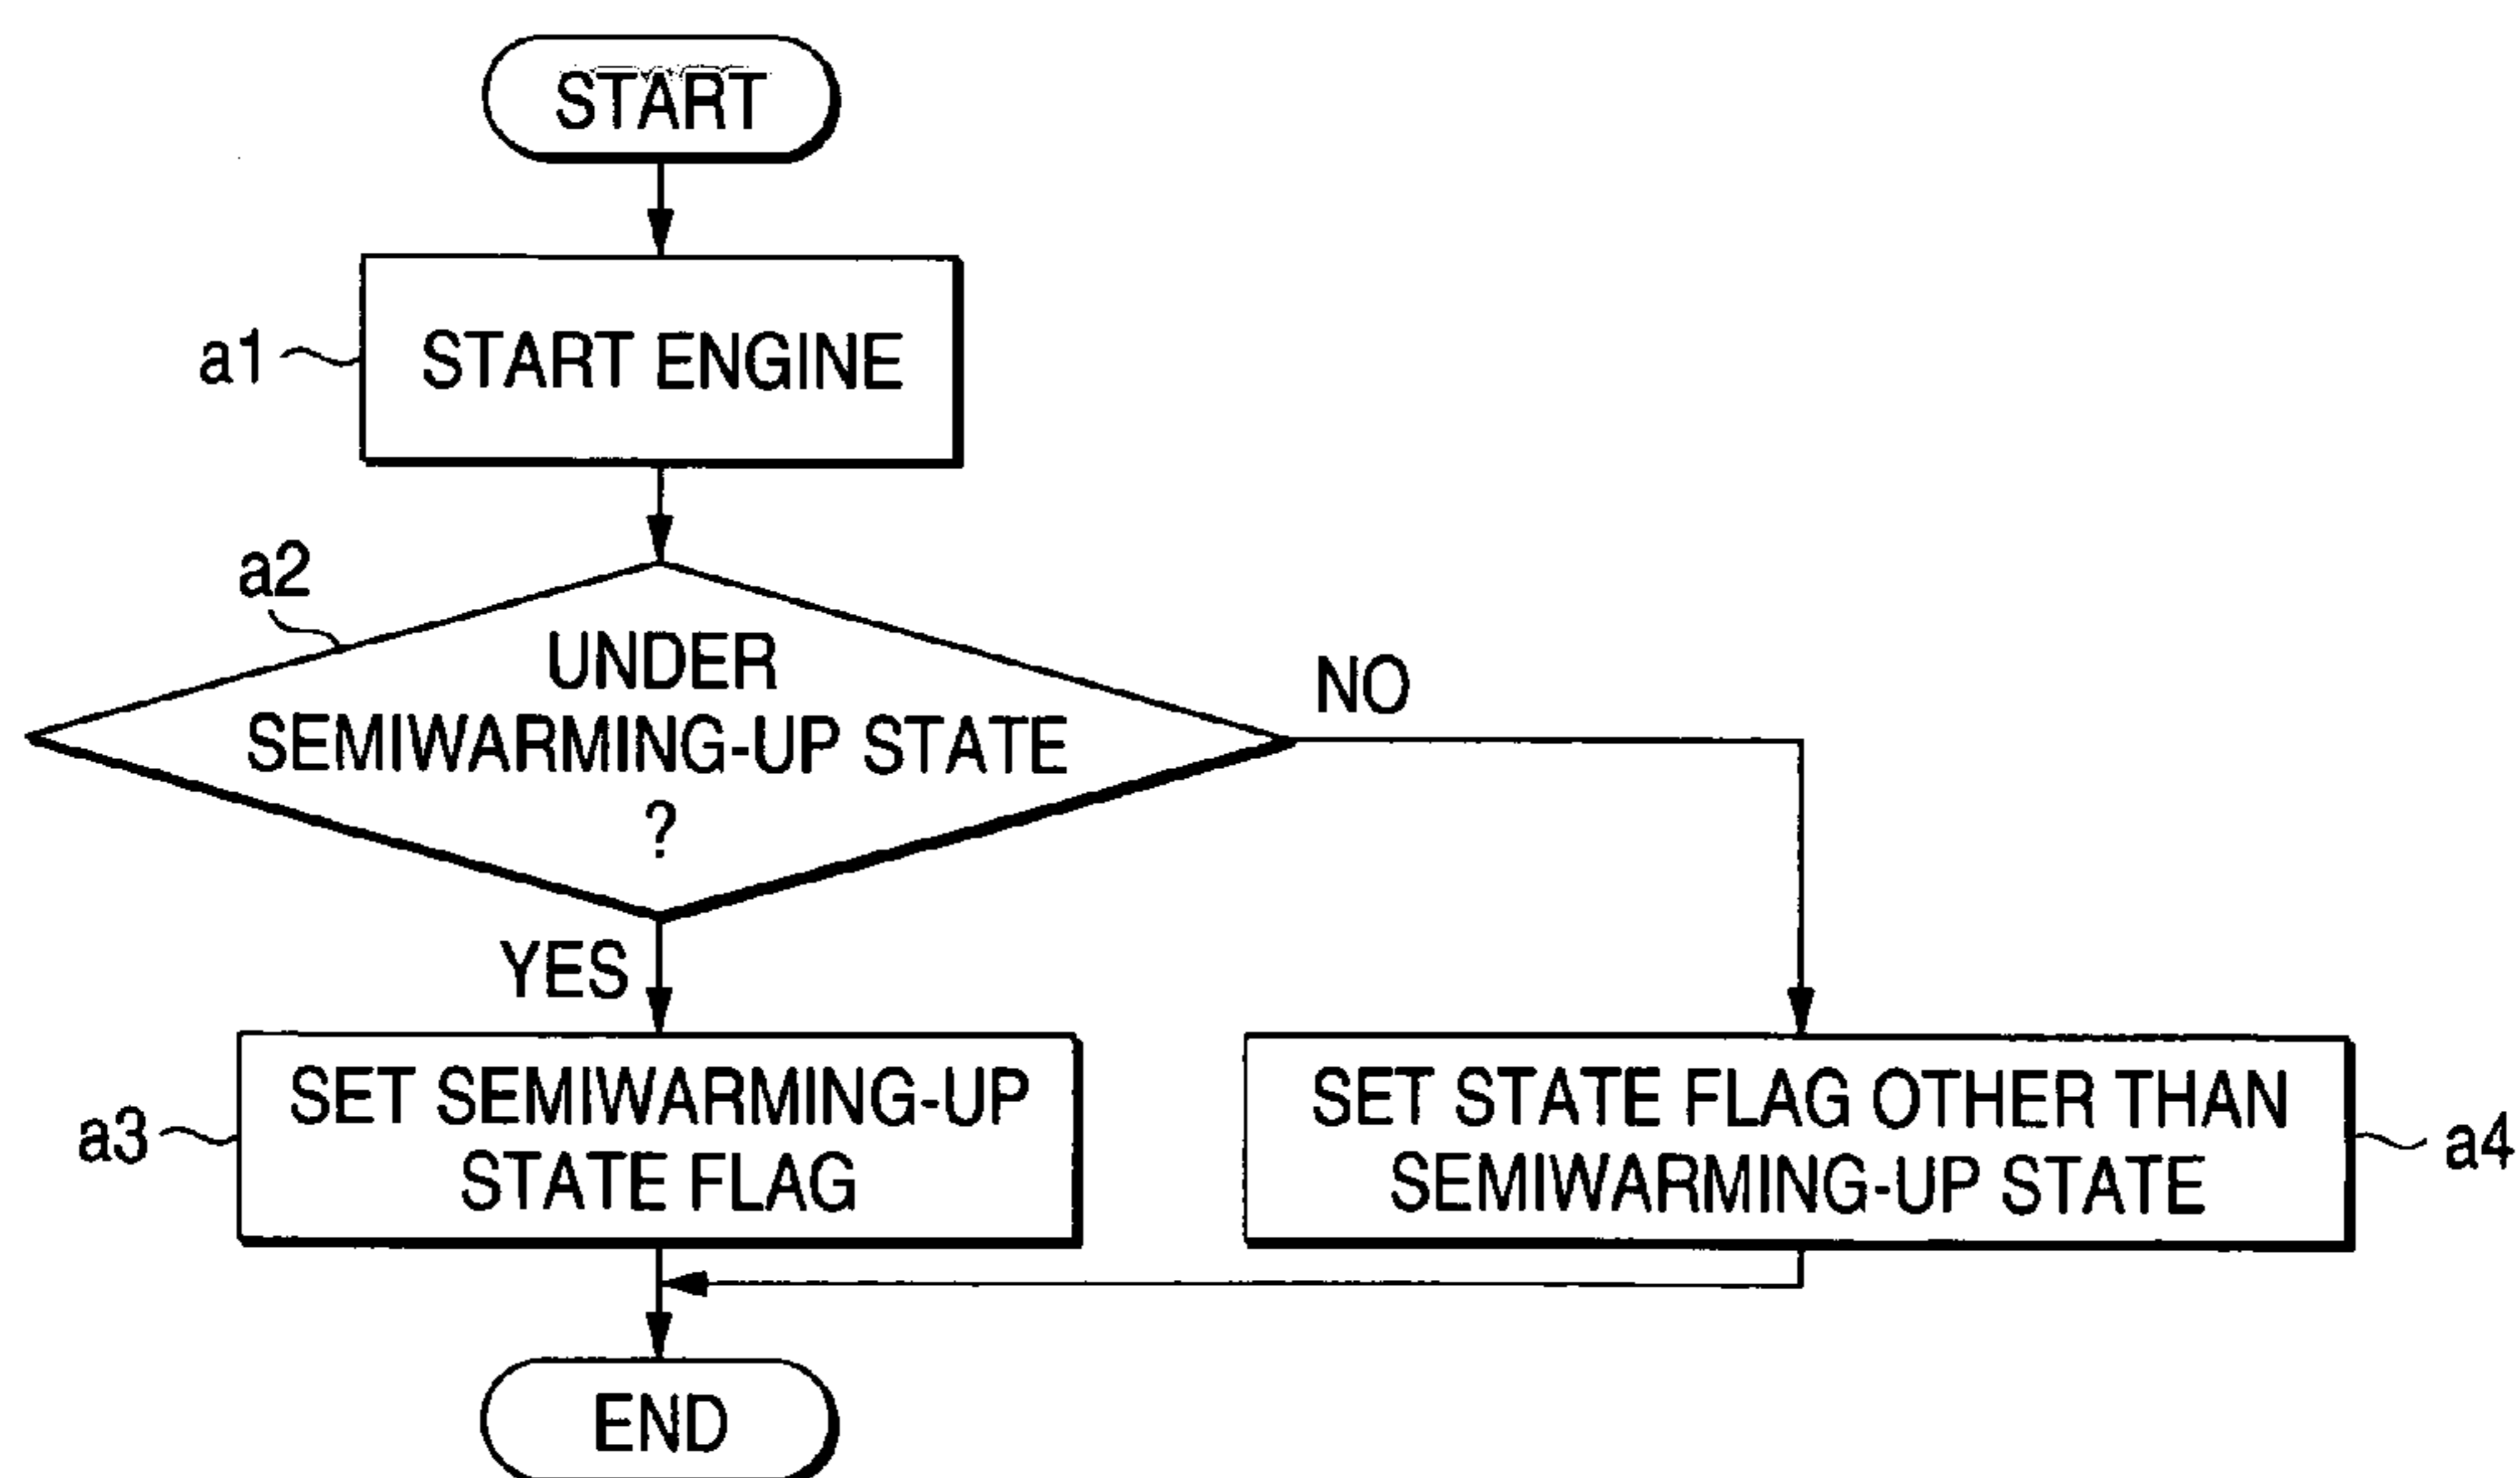 START
a1
START ENGINE
a2
UNDER
SEMIWARMING-UP STATE
?
NO
YES
a3
SET SEMIWARMING-UP
STATE FLAG
SET STATE FLAG OTHER THAN
SEMIWARMING-UP STATE
a4
END